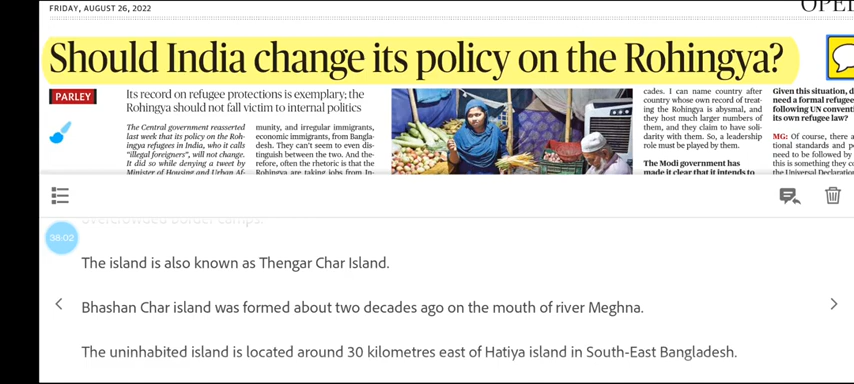 FRIDAY, AUGUST 26, 2022
Should India change its policy on the Rohingya?
PARLEY
Its record on refugee protections is exemplary; the
Rohingya should not fall victim to internal politics
The Central government reasserted
last week that its policy on the Roh-
ingya refugees in India, who it calls
"illegal foreigners", will not change.
It did so while denying a tweet by
Minister of Housing and Urban Af-
munity, and irregular immigrants,
economic immigrants, from Bangla-
desh. They can't seem to even dis-
tinguish between the two. And the-
refore, often the rhetoric is that the
Rohingya are taking jobs from In-
cades. I can name country after
country whose own record of treat-
ing the Rohingya is abysmal, and
they host much larger numbers of
them, and they claim to have soli-
darity with them. So, a leadership
role must be played by them.
The Modi government has
made it clear that it intends to
Given this situation, d
need a formal refugee
following UN convent
its own refugee law?
MG: Of course, there a
tional standards and p
need to be followed by
this is something they c
the Universal Declaratio
overcrowded border camps.
38:02
The island is also known as Thengar Char Island.
Bhashan Char island was formed about two decades ago on the mouth of river Meghna.
The uninhabited island is located around 30 kilometres east of Hatiya island in South-East Bangladesh.